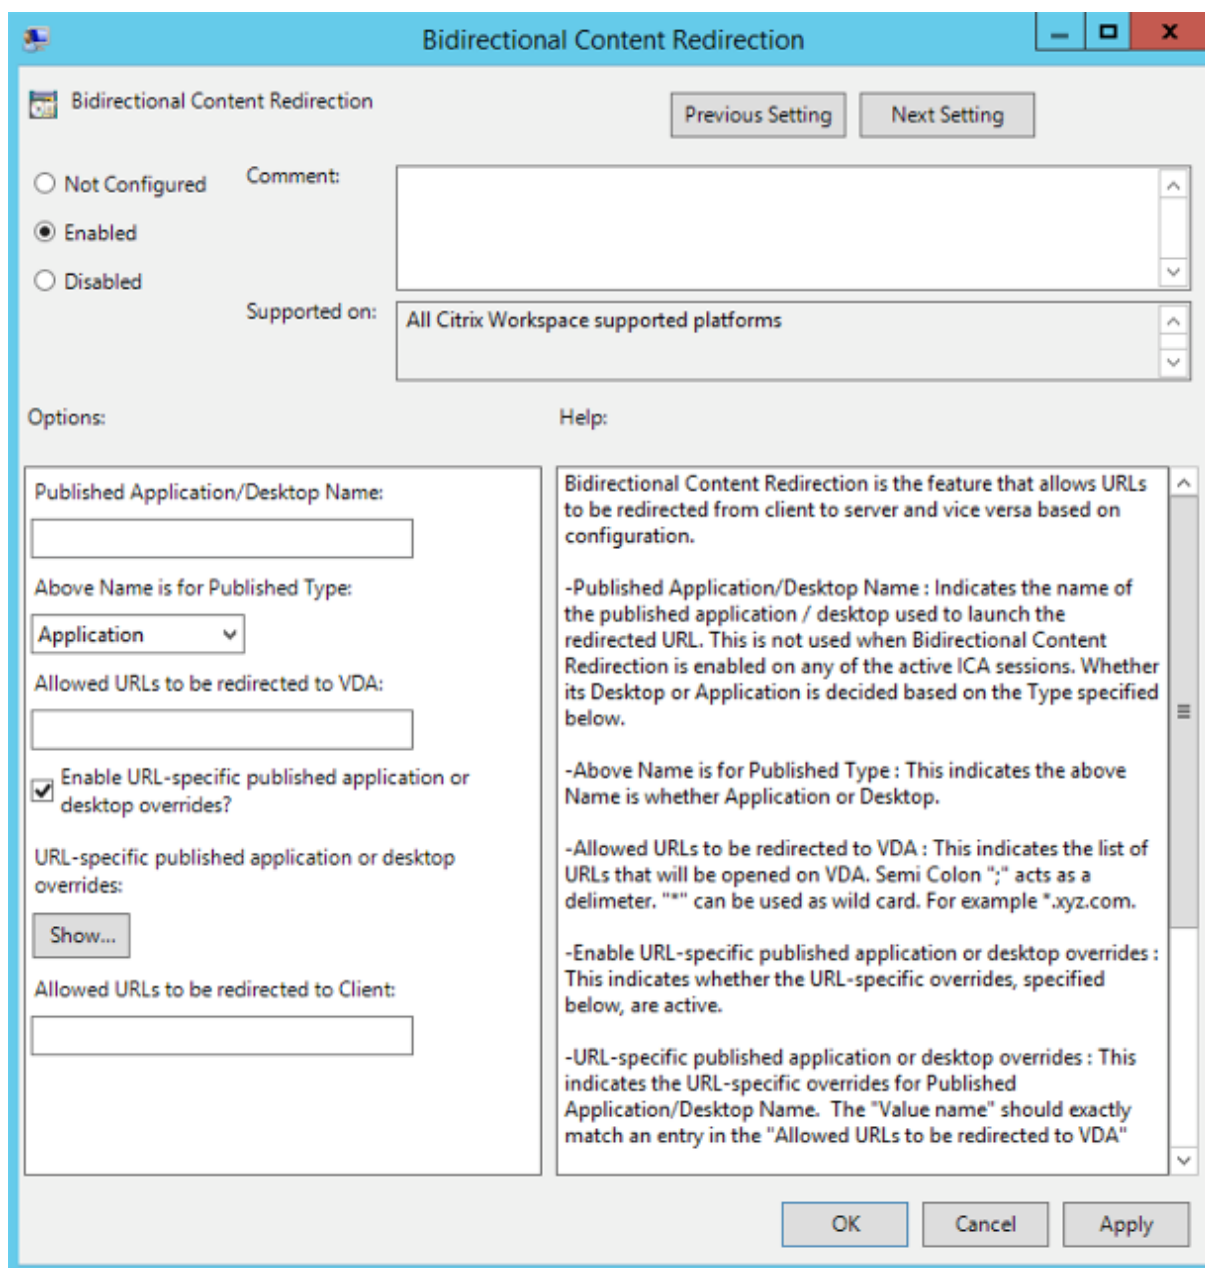 Bidirectional Content Redirection
Bidirectional Content Redirection
Previous Setting
Next Setting
Not Configured
Enabled
Disabled
Comment:
Supported on:
All Citrix Workspace supported platforms
Options:
Help:
Published Application/Desktop Name:
Above Name is for Published Type:
Application
Allowed URLs to be redirected to VDA:
Enable URL-specific published application or
desktop overrides?
URL-specific published application or desktop
overrides:
Show...
Allowed URLs to be redirected to Client:
Bidirectional Content Redirection is the feature that allows URLs
to be redirected from client to server and vice versa based on
configuration.
-Published Application/Desktop Name : Indicates the name of
the published application / desktop used to launch the
redirected URL. This is not used when Bidirectional Content
Redirection is enabled on any of the active ICA sessions. Whether
its Desktop or Application is decided based on the Type specified
below.
-Above Name is for Published Type : This indicates the above
Name is whether Application or Desktop.
-Allowed URLs to be redirected to VDA : This indicates the list of
URLs that will be opened on VDA. Semi Colon ";" acts as a
delimeter. "*" can be used as wild card. For example *.xyz.com.
-Enable URL-specific published application or desktop overrides :
This indicates whether the URL-specific overrides, specified
below, are active.
-URL-specific published application or desktop overrides : This
indicates the URL-specific overrides for Published
Application/Desktop Name.  The "Value name" should exactly
match an entry in the "Allowed URLs to be redirected to VDA"
OK
Cancel
Apply